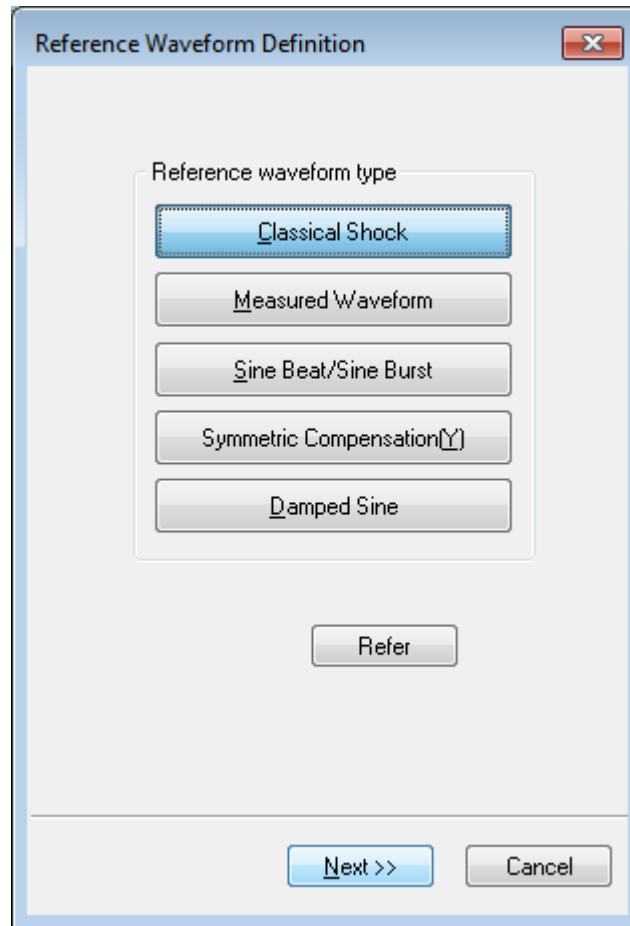 Reference Waveform Definition
Reference waveform type
Classical Shock
Measured Waveform
Sine Beat/Sine Burst
Symmetric Compensation(Y)
Damped Sine
Refer
Next >>
Cancel